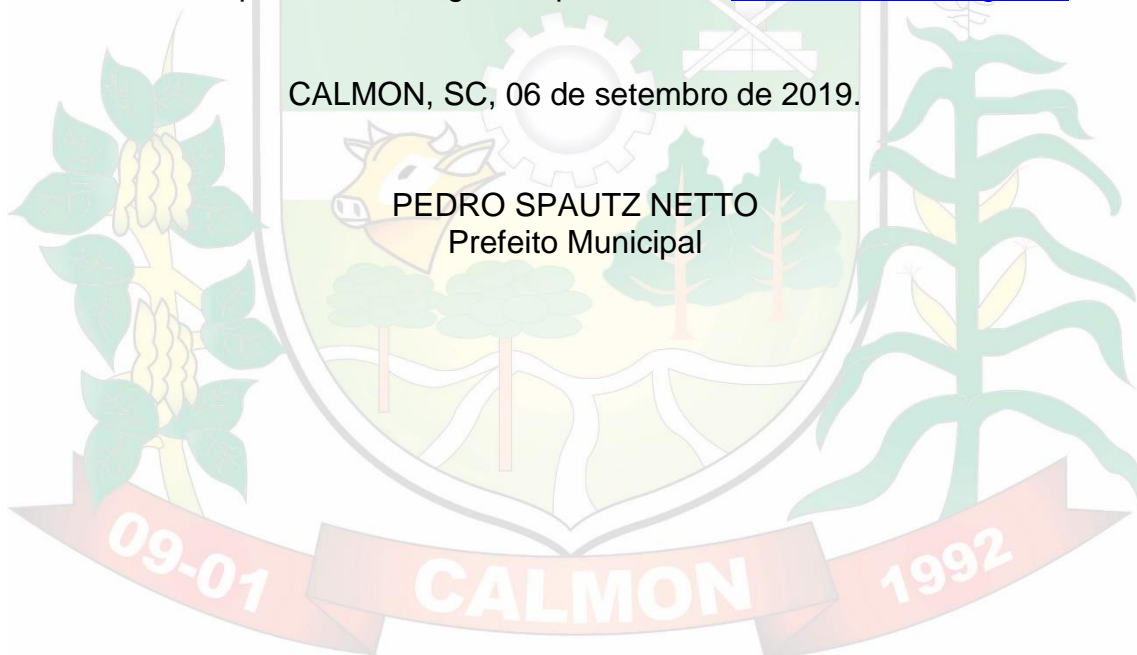 CALMON, SC, 06 de setembro de 2019.
PEDRO SPAUTZ NETTO
Prefeito Municipal
09-01 CALMON 1992